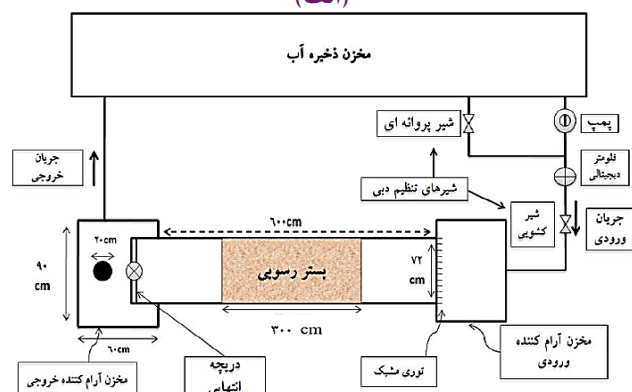 (الف)
مخزن ذخیره آب
شیر پروانه ای
پمپ
جریان
خروجی
فلومتر
دیجیتالی
شیرهای تنظیم دبی
شیر
کشویی
جریان
ورودی
۶۰۰cm
۲۰cm
۹۰
cm
بستر رسوبی
۷۲
cm
۳۰۰ cm
۶۰cm
مخزن آرام کننده خروجی
دریچه
انتهایی
توری مشبک
مخزن آرام کننده
ورودی